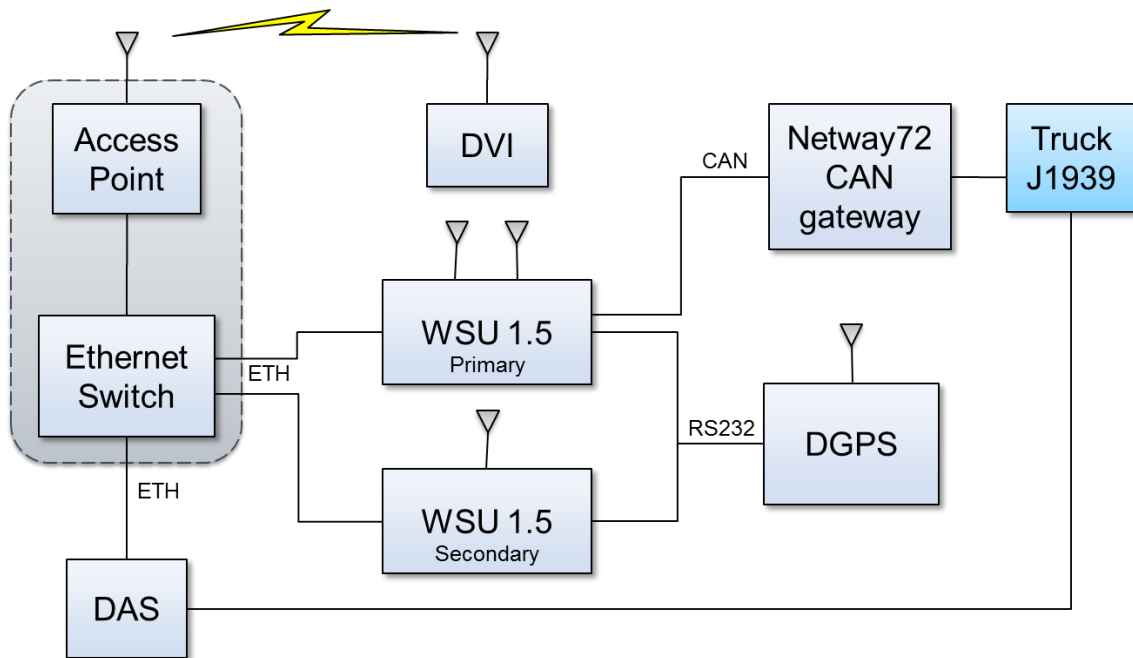 Access
Point
DVI
CAN
Netway72
CAN
gateway
Truck
J1939
Ethernet
Switch
ETH
WSU 1.5
Primary
RS232
DGPS
WSU 1.5
Secondary
ETH
DAS